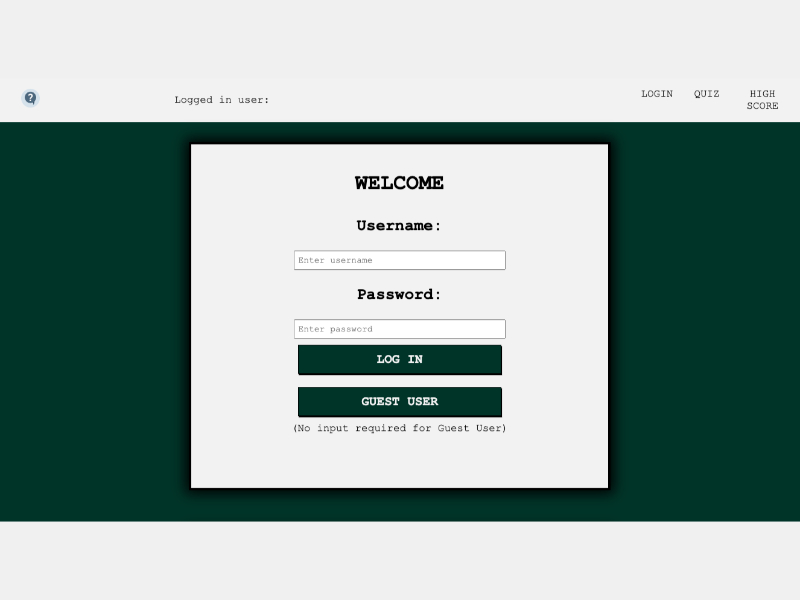 ?
Logged in user:
LOGIN
QUIZ
HIGH
SCORE
WELCOME
Username:
Enter username
Password:
Enter password
LOG IN
GUEST USER
(No input required for Guest User)